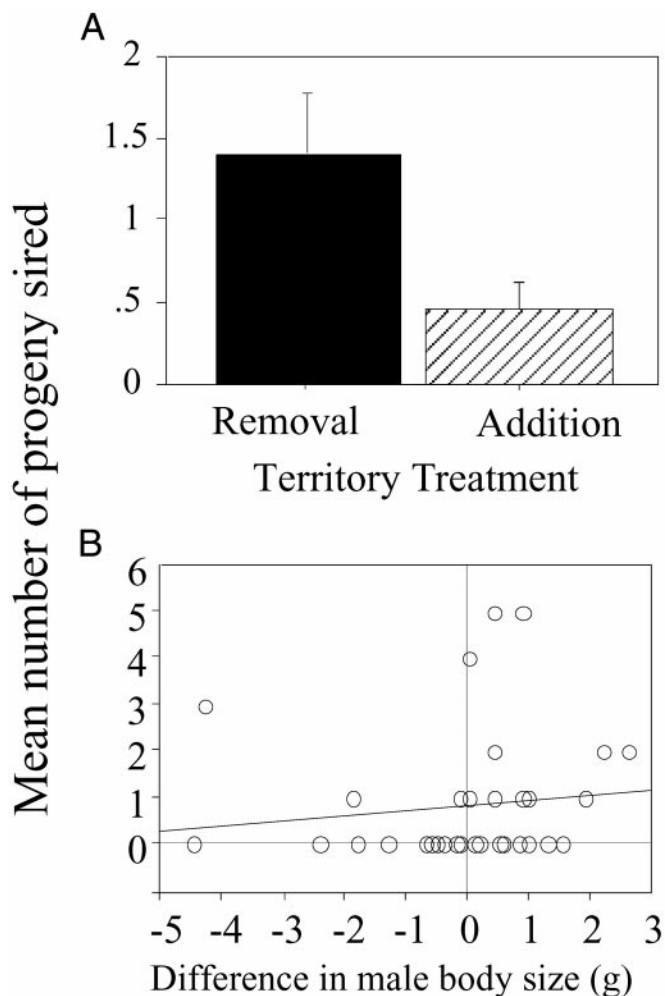 A
2
1.5
1
.5
0
Removal Addition
Territory Treatment
Mean number of progeny sired
B
6
5
4
3
2
1
0
-5 -4 -3 -2 -1 0 1 2 3
Difference in male body size (g)